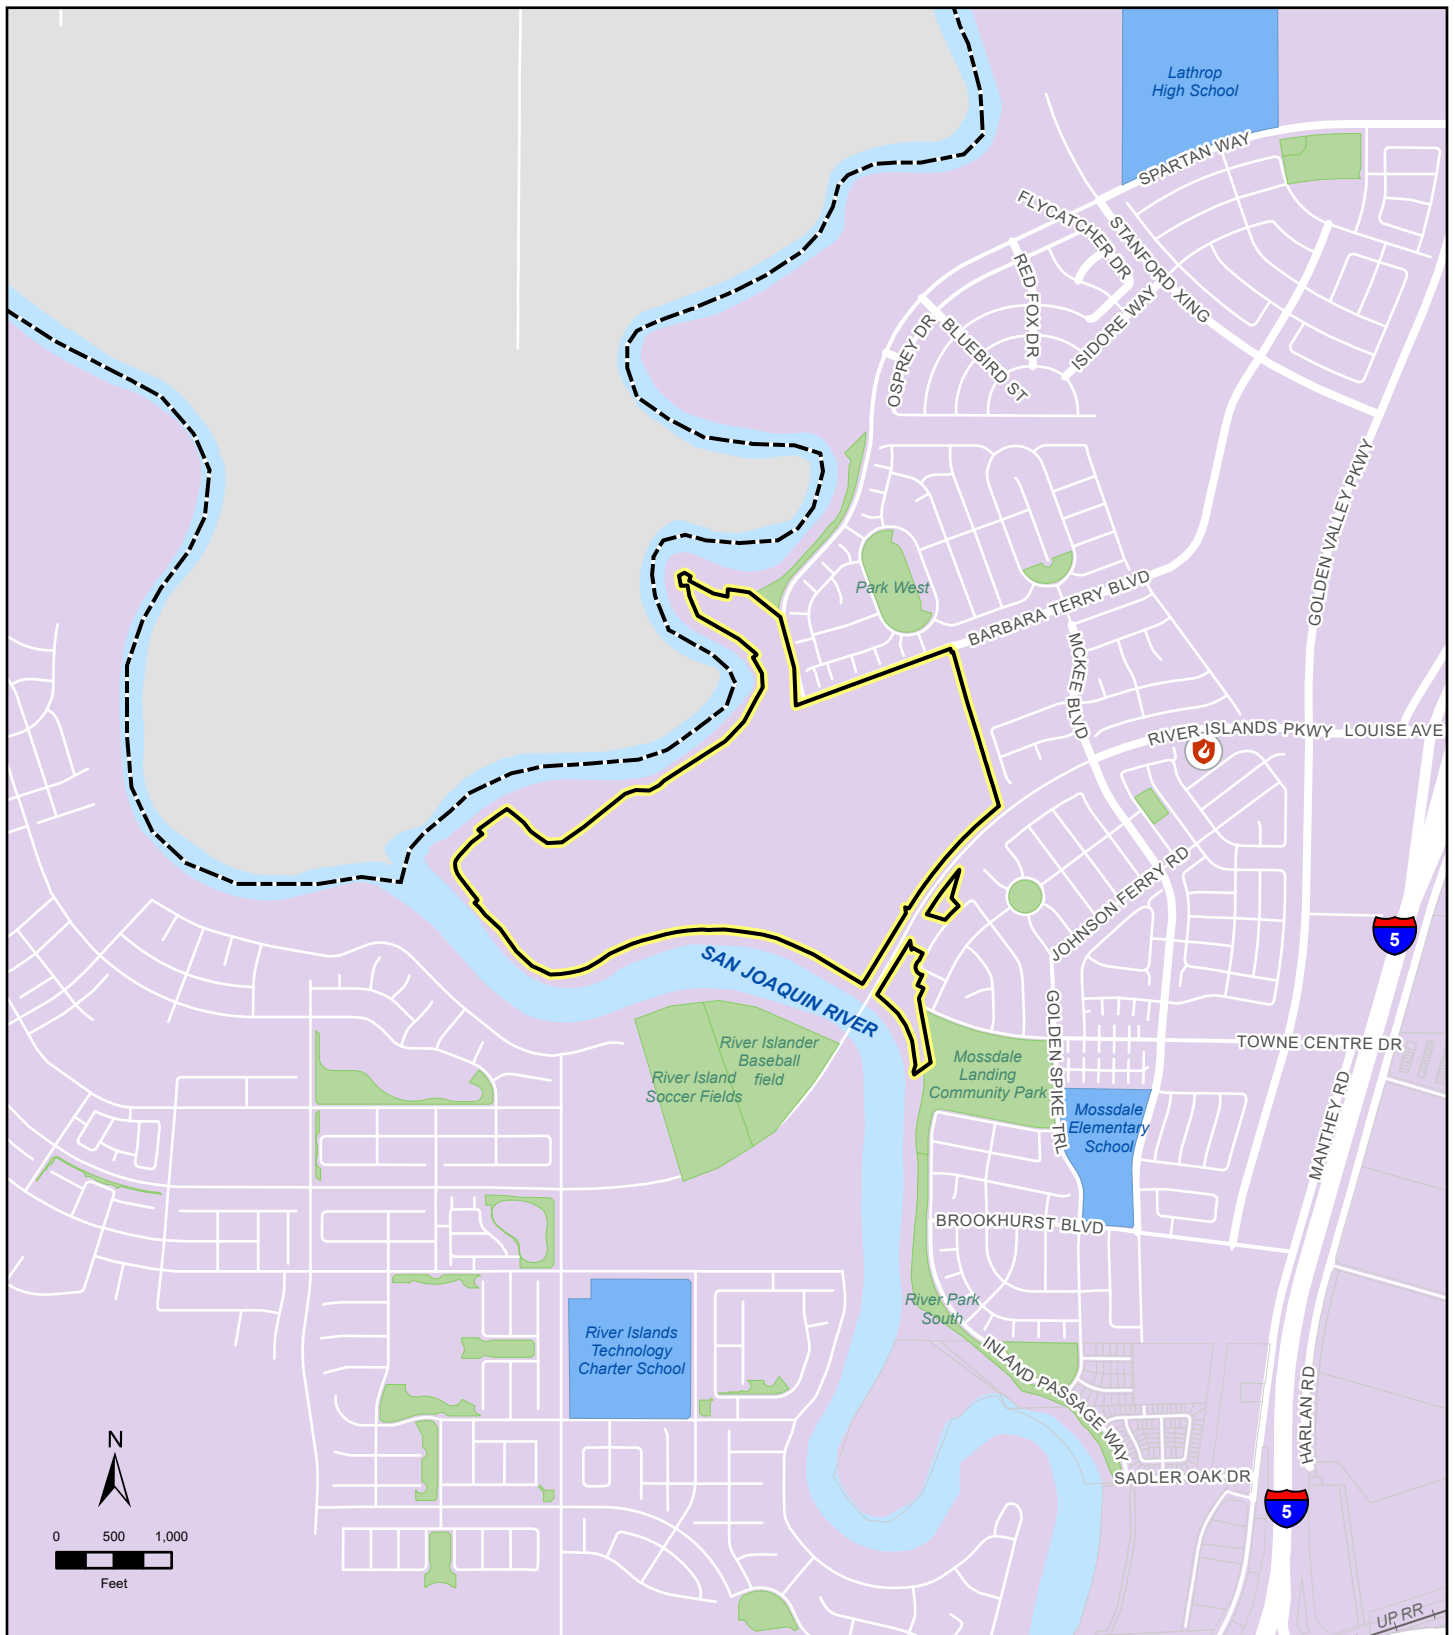 Lathrop
High School
SPARTAN WAY
FLYCATCHER DR
STANFORD XING
RED FOX DR
ISIDORE WAY
OSPREY DR
BLUEBIRD ST
GOLDEN VALLEY PKWY
Park West
BARBARA TERRY BLVD
MCKEE BLVD
RIVER ISLANDS PKWY
LOUISE AVE
JOHNSON FERRY RD
5
SAN JOAQUIN RIVER
GOLDEN SPIKE TRL
TOWNE CENTRE DR
River Islander
Baseball
field
River Island
Soccer Fields
Mossdale
Landing
Community Park
Mossdale
Elementary
School
MANTHEY RD
BROOKHURST BLVD
River Park
South
River Islands
Technology
Charter School
INLAND PASSAGE WAY
HARLAN RD
SADLER OAK DR
5
N
0 500 1,000
Feet
UP RR